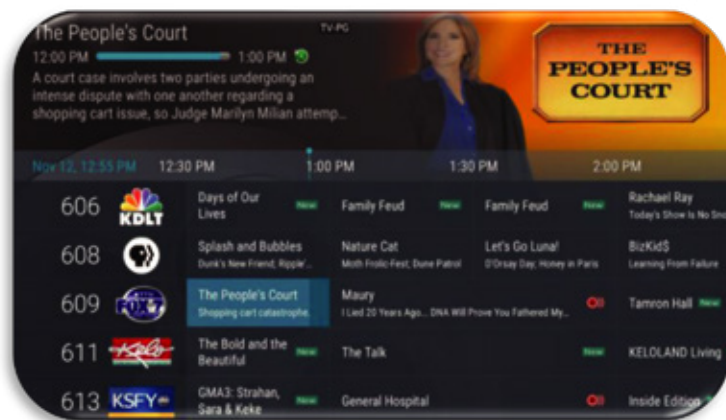 The People's Court
TV-PG
12:00 PM 1:00 PM
A court case involves two parties undergoing an
intense dispute with one another regarding a
shopping cart issue, so Judge Marilyn Milian attemp...
THE
PEOPLE'S
COURT
Nov 12, 12:55 PM 12:30 PM 1:00 PM 1:30 PM 2:00 PM
606 KDLT
Days of Our
Lives New
Family Feud New
Family Feud New
Rachael Ray
Today's Show Is No Sno
608
Splash and Bubbles
Dunk's New Friend; Ripple'...
Nature Cat
Moth Frolic-Fest; Dune Patrol
Let's Go Luna!
D'Orsay Day; Honey in Paris
BizKid$
Learning From Failure
609 FOX
The People's Court
Shopping cart catastrophe.
Maury
I Lied 20 Years Ago... DNA Will Prove You Fathered My...
Tamron Hall New
611 Kelo
The Bold and the
Beautiful New
The Talk New
KELOLAND Living
613 KSFY
GMA3: Strahan,
Sara & Keke New
General Hospital
Inside Edition